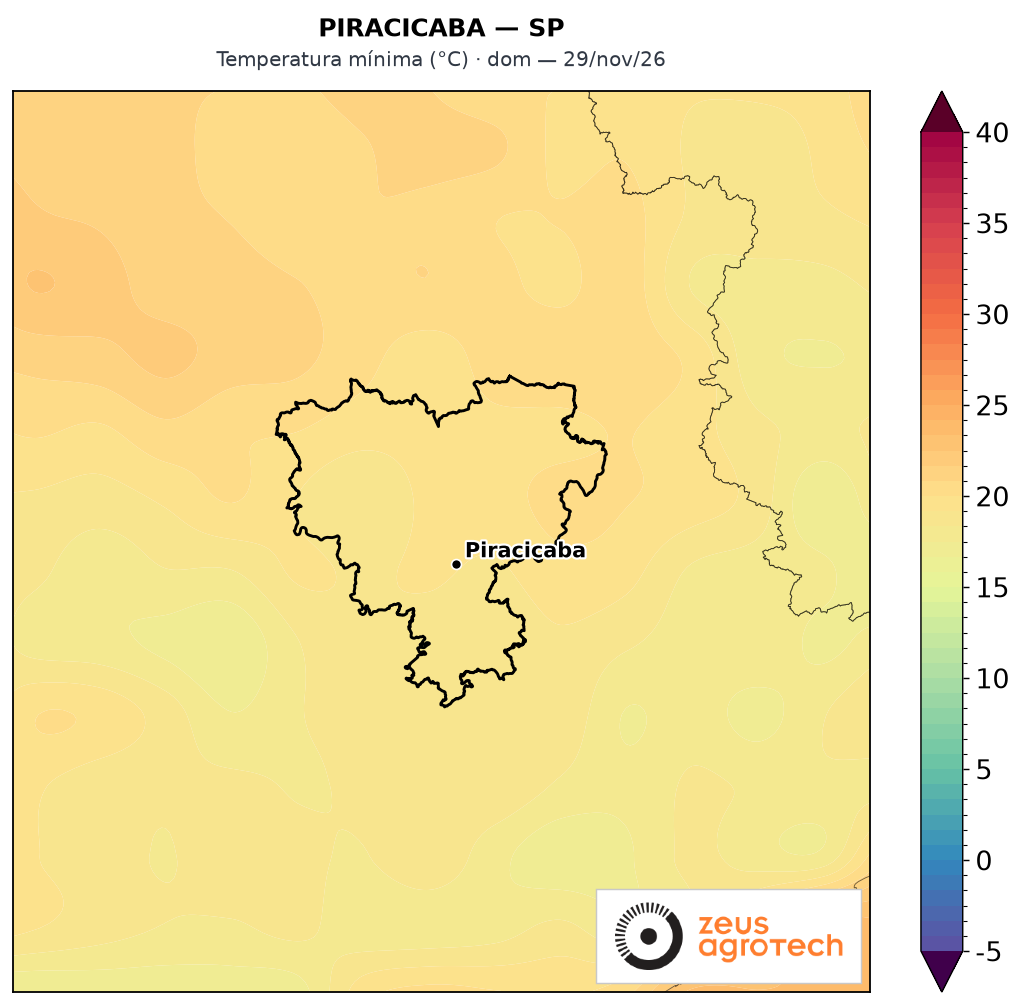 PIRACICABA — SP
Temperatura mínima (°C) · dom — 29/nov/26
40
35
30
25
20
15
10
5
0
-5
Piracicaba
zeus
agrotech